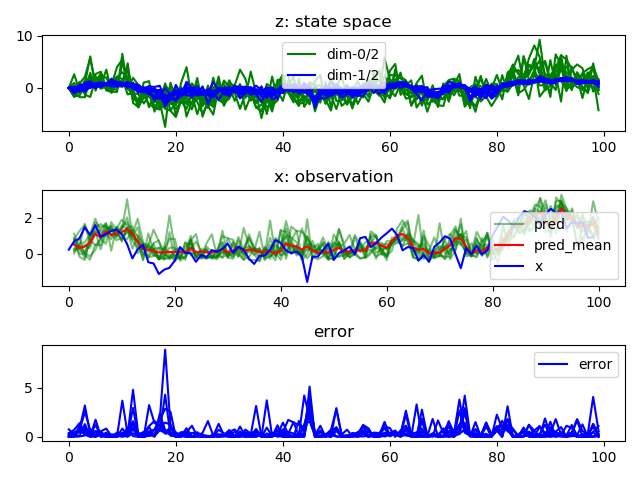 z: state space
10
0
dim-0/2
dim-1/2
0 20 40 60 80 100
x: observation
2
0
pred
pred_mean
x
0 20 40 60 80 100
error
5
0
error
0 20 40 60 80 100